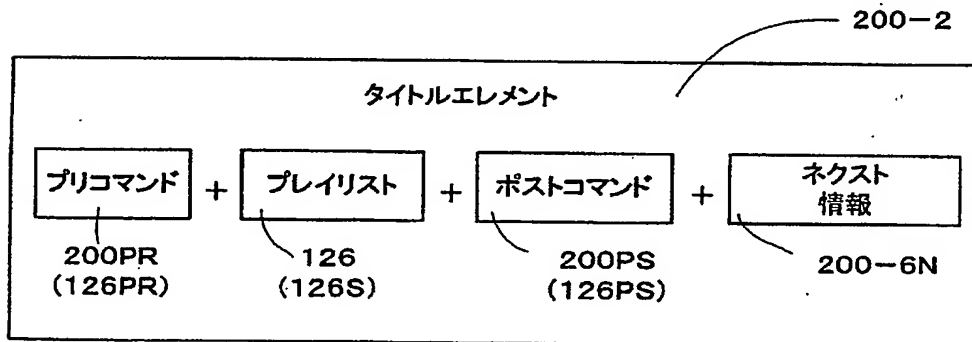 200-2
タイトルエレメント
プリコマンド + プレイリスト + ポストコマンド + ネクスト
情報
200PR 126 200PS 200-6N
(126PR) (126S) (126PS)